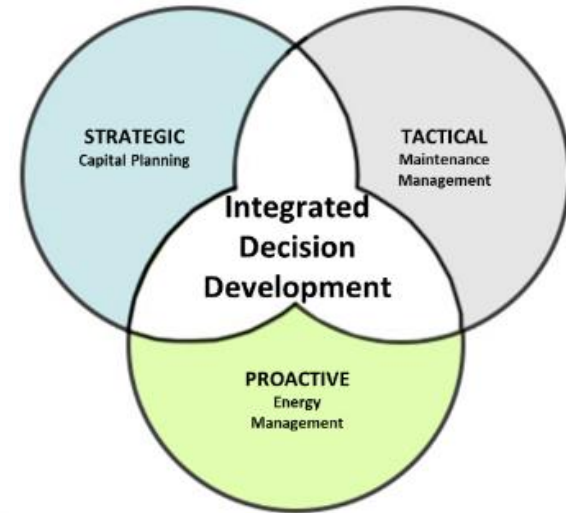 STRATEGIC
Capital Planning
TACTICAL
Maintenance
Management
Integrated
Decision
Development
PROACTIVE
Energy
Management